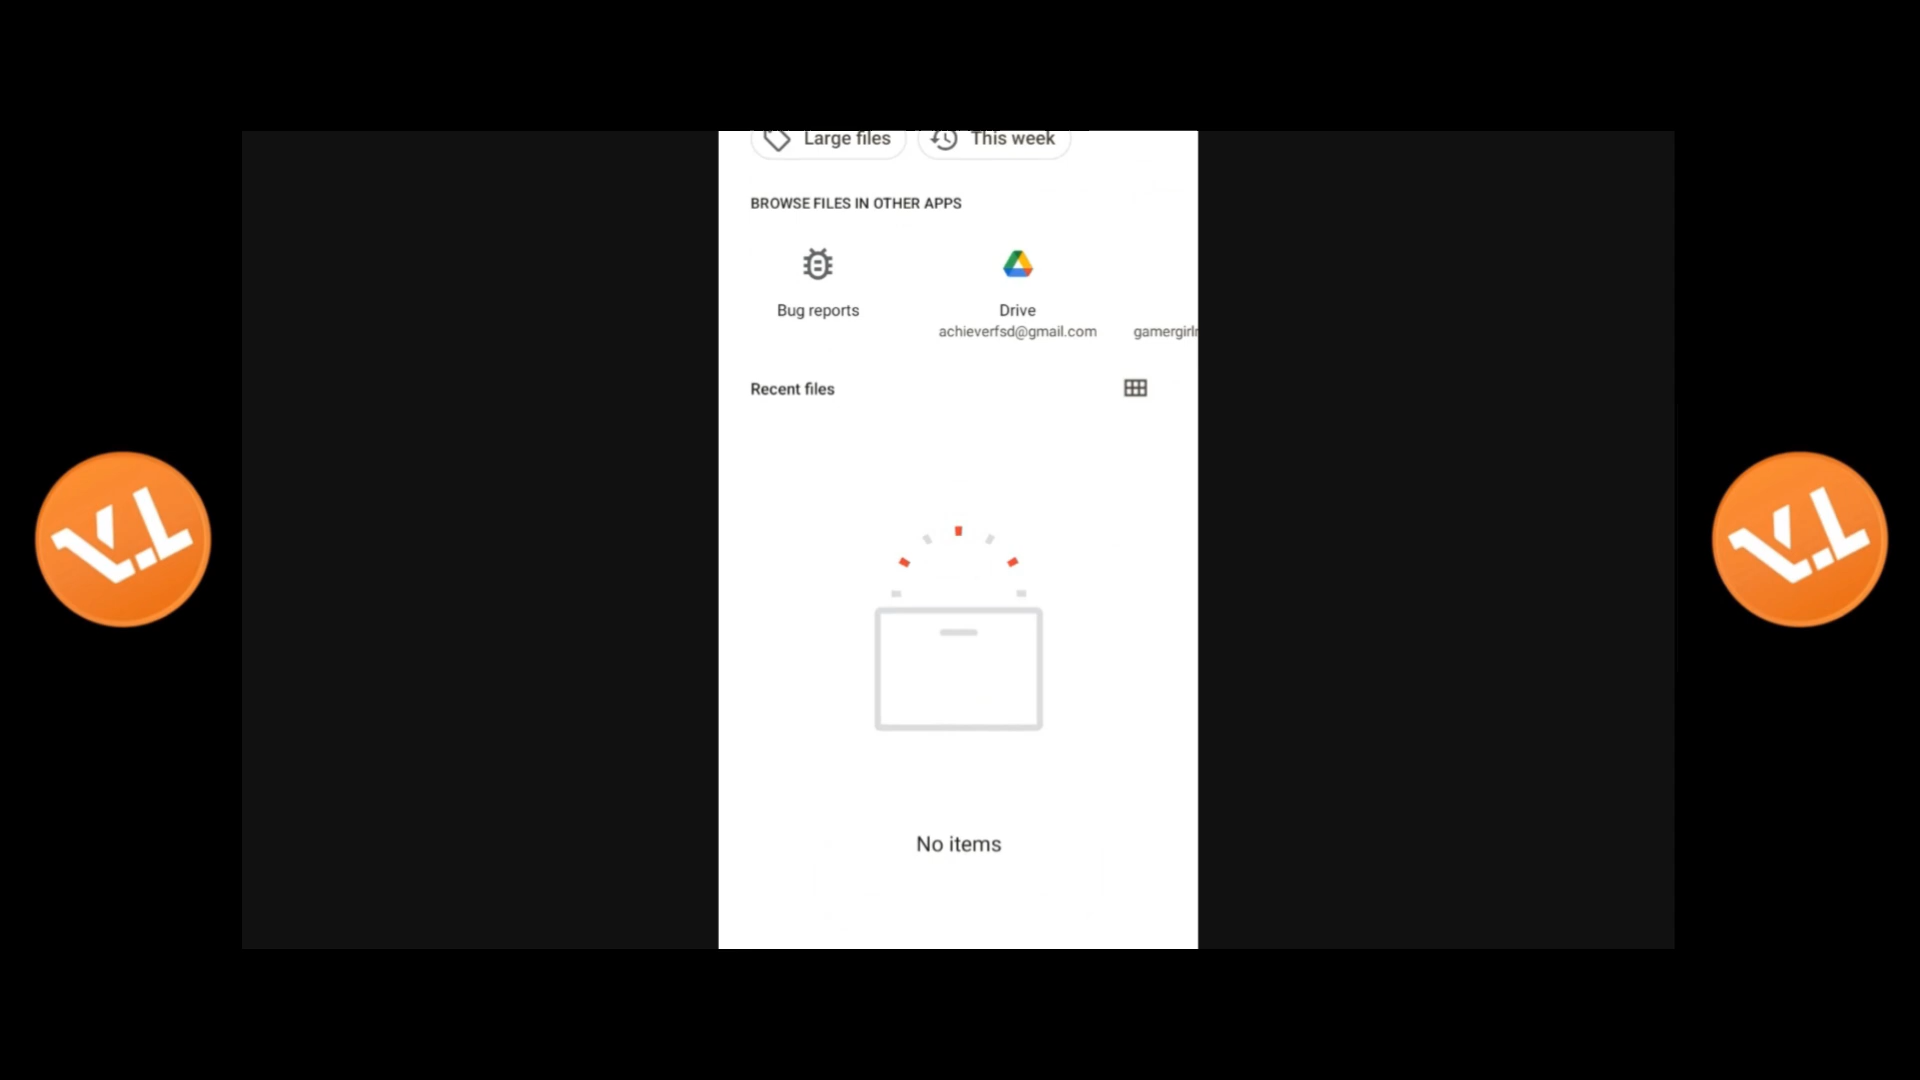 Large files
This week
BROWSE FILES IN OTHER APPS
Bug reports
Drive
achieverfsd@gmail.com
Recent files
No items